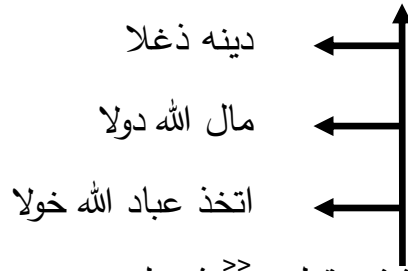 دينه ذغلا
مال الله دولا
اتخذ عباد الله خولا